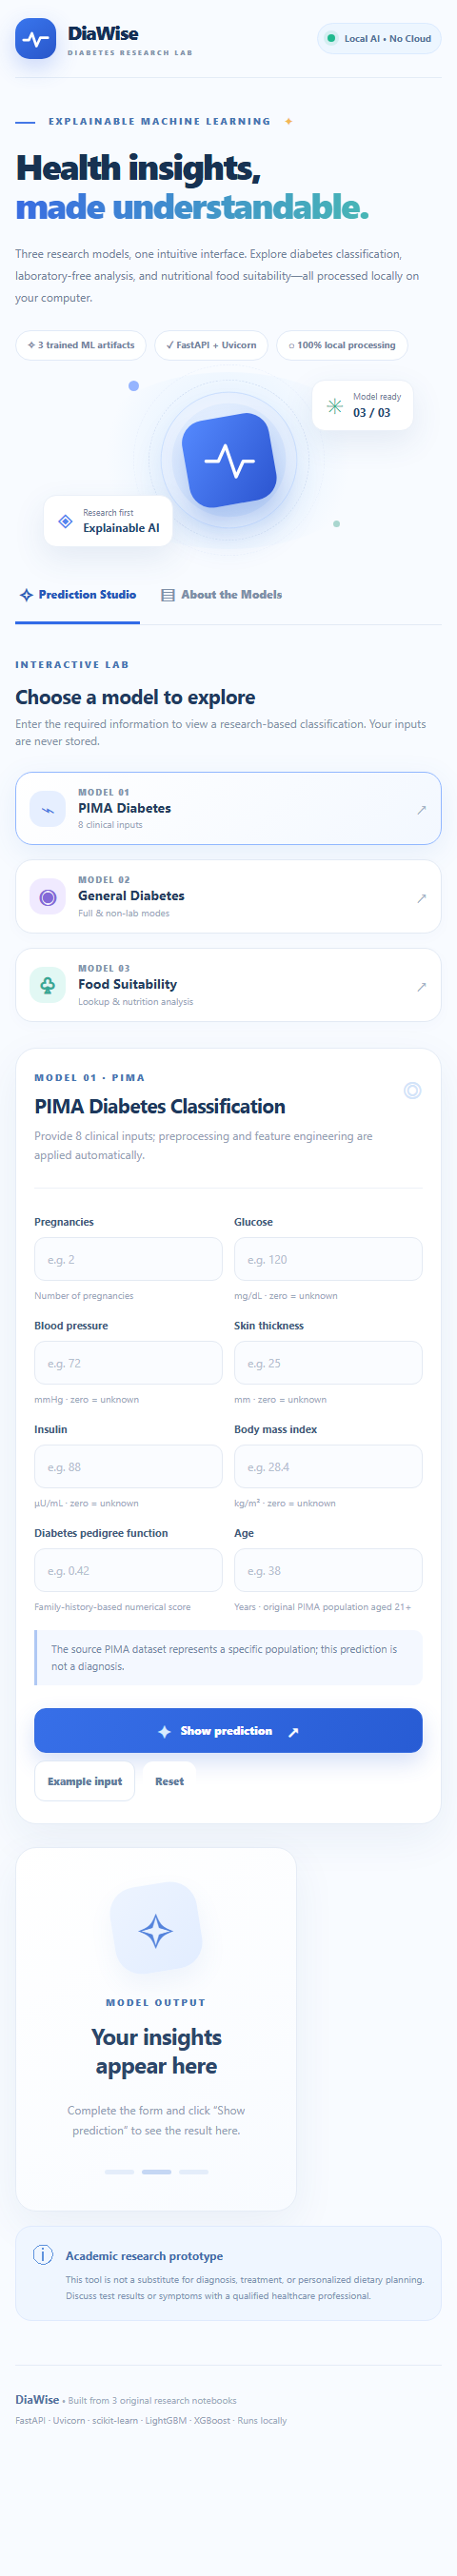 DiaWise
DIABETES RESEARCH LAB
Local AI • No Cloud
EXPLAINABLE MACHINE LEARNING
Health insights,
made understandable.
Three research models, one intuitive interface. Explore diabetes classification,
laboratory-free analysis, and nutritional food suitability—all processed locally on
your computer.
3 trained ML artifacts
✓ FastAPI + Uvicorn
100% local processing
Model ready
03 / 03
Research first
Explainable AI
Prediction Studio
About the Models
INTERACTIVE LAB
Choose a model to explore
Enter the required information to view a research-based classification. Your inputs
are never stored.
MODEL 01
PIMA Diabetes
8 clinical inputs
↗
MODEL 02
General Diabetes
Full & non-lab modes
↗
MODEL 03
Food Suitability
Lookup & nutrition analysis
↗
MODEL 01 · PIMA
PIMA Diabetes Classification
Provide 8 clinical inputs; preprocessing and feature engineering are
applied automatically.
Pregnancies
Glucose
e.g. 2
e.g. 120
Number of pregnancies
mg/dL · zero = unknown
Blood pressure
Skin thickness
e.g. 72
e.g. 25
mmHg · zero = unknown
mm · zero = unknown
Insulin
Body mass index
e.g. 88
e.g. 28.4
µU/mL · zero = unknown
kg/m² · zero = unknown
Diabetes pedigree function
Age
e.g. 0.42
e.g. 38
Family-history-based numerical score
Years · original PIMA population aged 21+
The source PIMA dataset represents a specific population; this prediction is
not a diagnosis.
Show prediction ↗
Example input
Reset
MODEL OUTPUT
Your insights
appear here
Complete the form and click “Show
prediction” to see the result here.
Academic research prototype
This tool is not a substitute for diagnosis, treatment, or personalized dietary planning.
Discuss test results or symptoms with a qualified healthcare professional.
DiaWise • Built from 3 original research notebooks
FastAPI · Uvicorn · scikit-learn · LightGBM · XGBoost · Runs locally